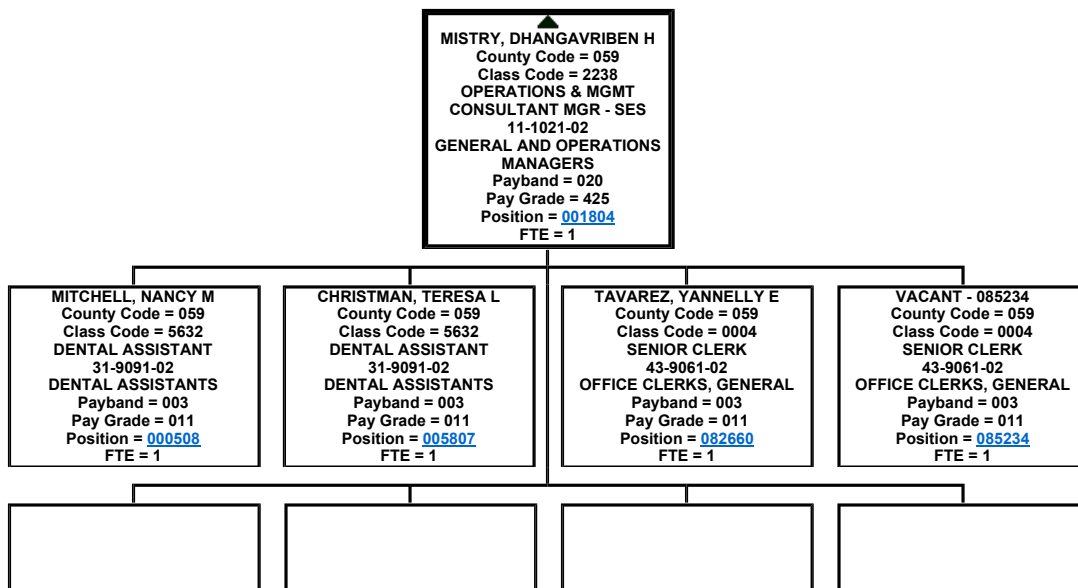 MISTRY, DHANGAVRIBEN H
County Code = 059
Class Code = 2238
OPERATIONS & MGMT
CONSULTANT MGR - SES
11-1021-02
GENERAL AND OPERATIONS
MANAGERS
Payband = 020
Pay Grade = 425
Position = 001804
FTE = 1
MITCHELL, NANCY M
County Code = 059
Class Code = 5632
DENTAL ASSISTANT
31-9091-02
DENTAL ASSISTANTS
Payband = 003
Pay Grade = 011
Position = 000508
FTE = 1
CHRISTMAN, TERESA L
County Code = 059
Class Code = 5632
DENTAL ASSISTANT
31-9091-02
DENTAL ASSISTANTS
Payband = 003
Pay Grade = 011
Position = 005807
FTE = 1
TAVAREZ, YANNELLY E
County Code = 059
Class Code = 0004
SENIOR CLERK
43-9061-02
OFFICE CLERKS, GENERAL
Payband = 003
Pay Grade = 011
Position = 082660
FTE = 1
VACANT - 085234
County Code = 059
Class Code = 0004
SENIOR CLERK
43-9061-02
OFFICE CLERKS, GENERAL
Payband = 003
Pay Grade = 011
Position = 085234
FTE = 1